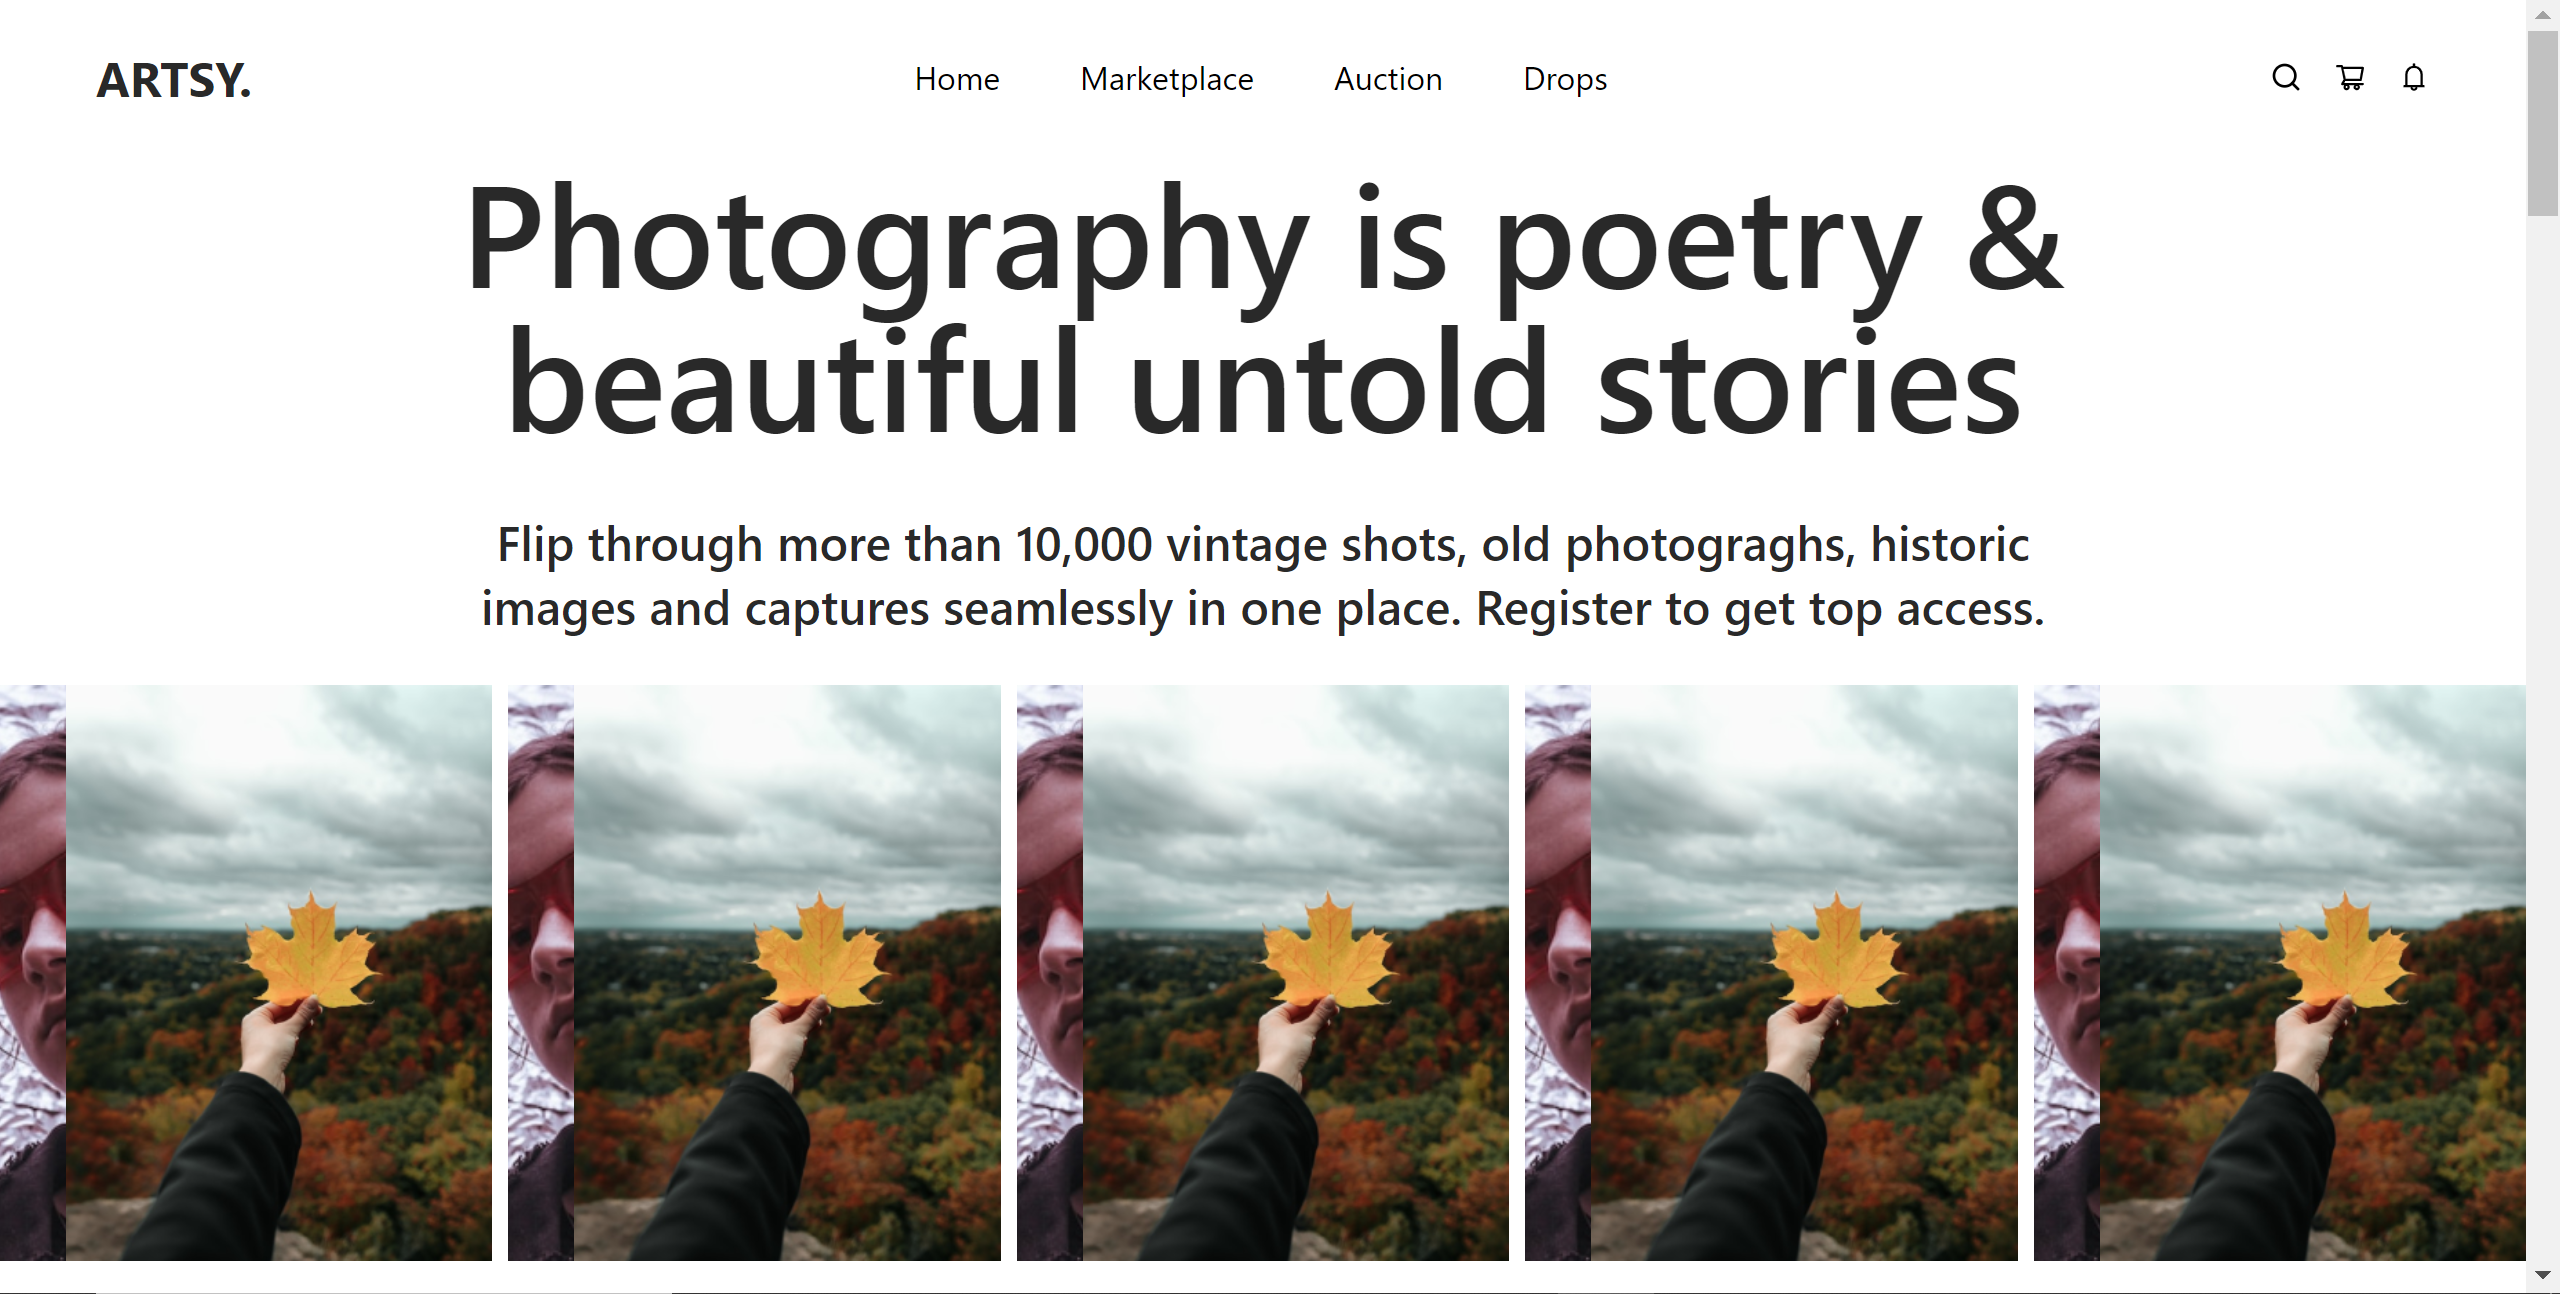 ARTSY.
Home Marketplace Auction Drops
Photography is poetry &
beautiful untold stories
Flip through more than 10,000 vintage shots, old photograghs, historic
images and captures seamlessly in one place. Register to get top access.